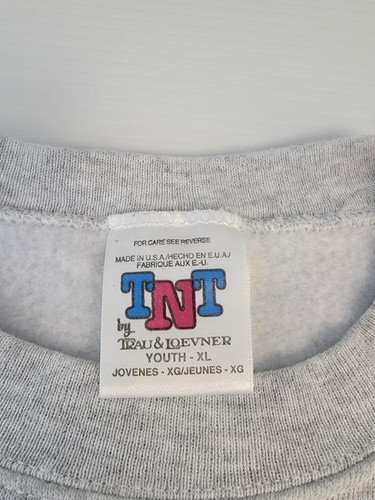 FOR CARE SEE REVERSE
MADE IN U.S.A./HECHO EN E.U.A./
FABRIQUE AUX E.-U.
TNT
by
TRAU & LOEVNER
YOUTH - XL
JOVENES - XG/JEUNES - XG